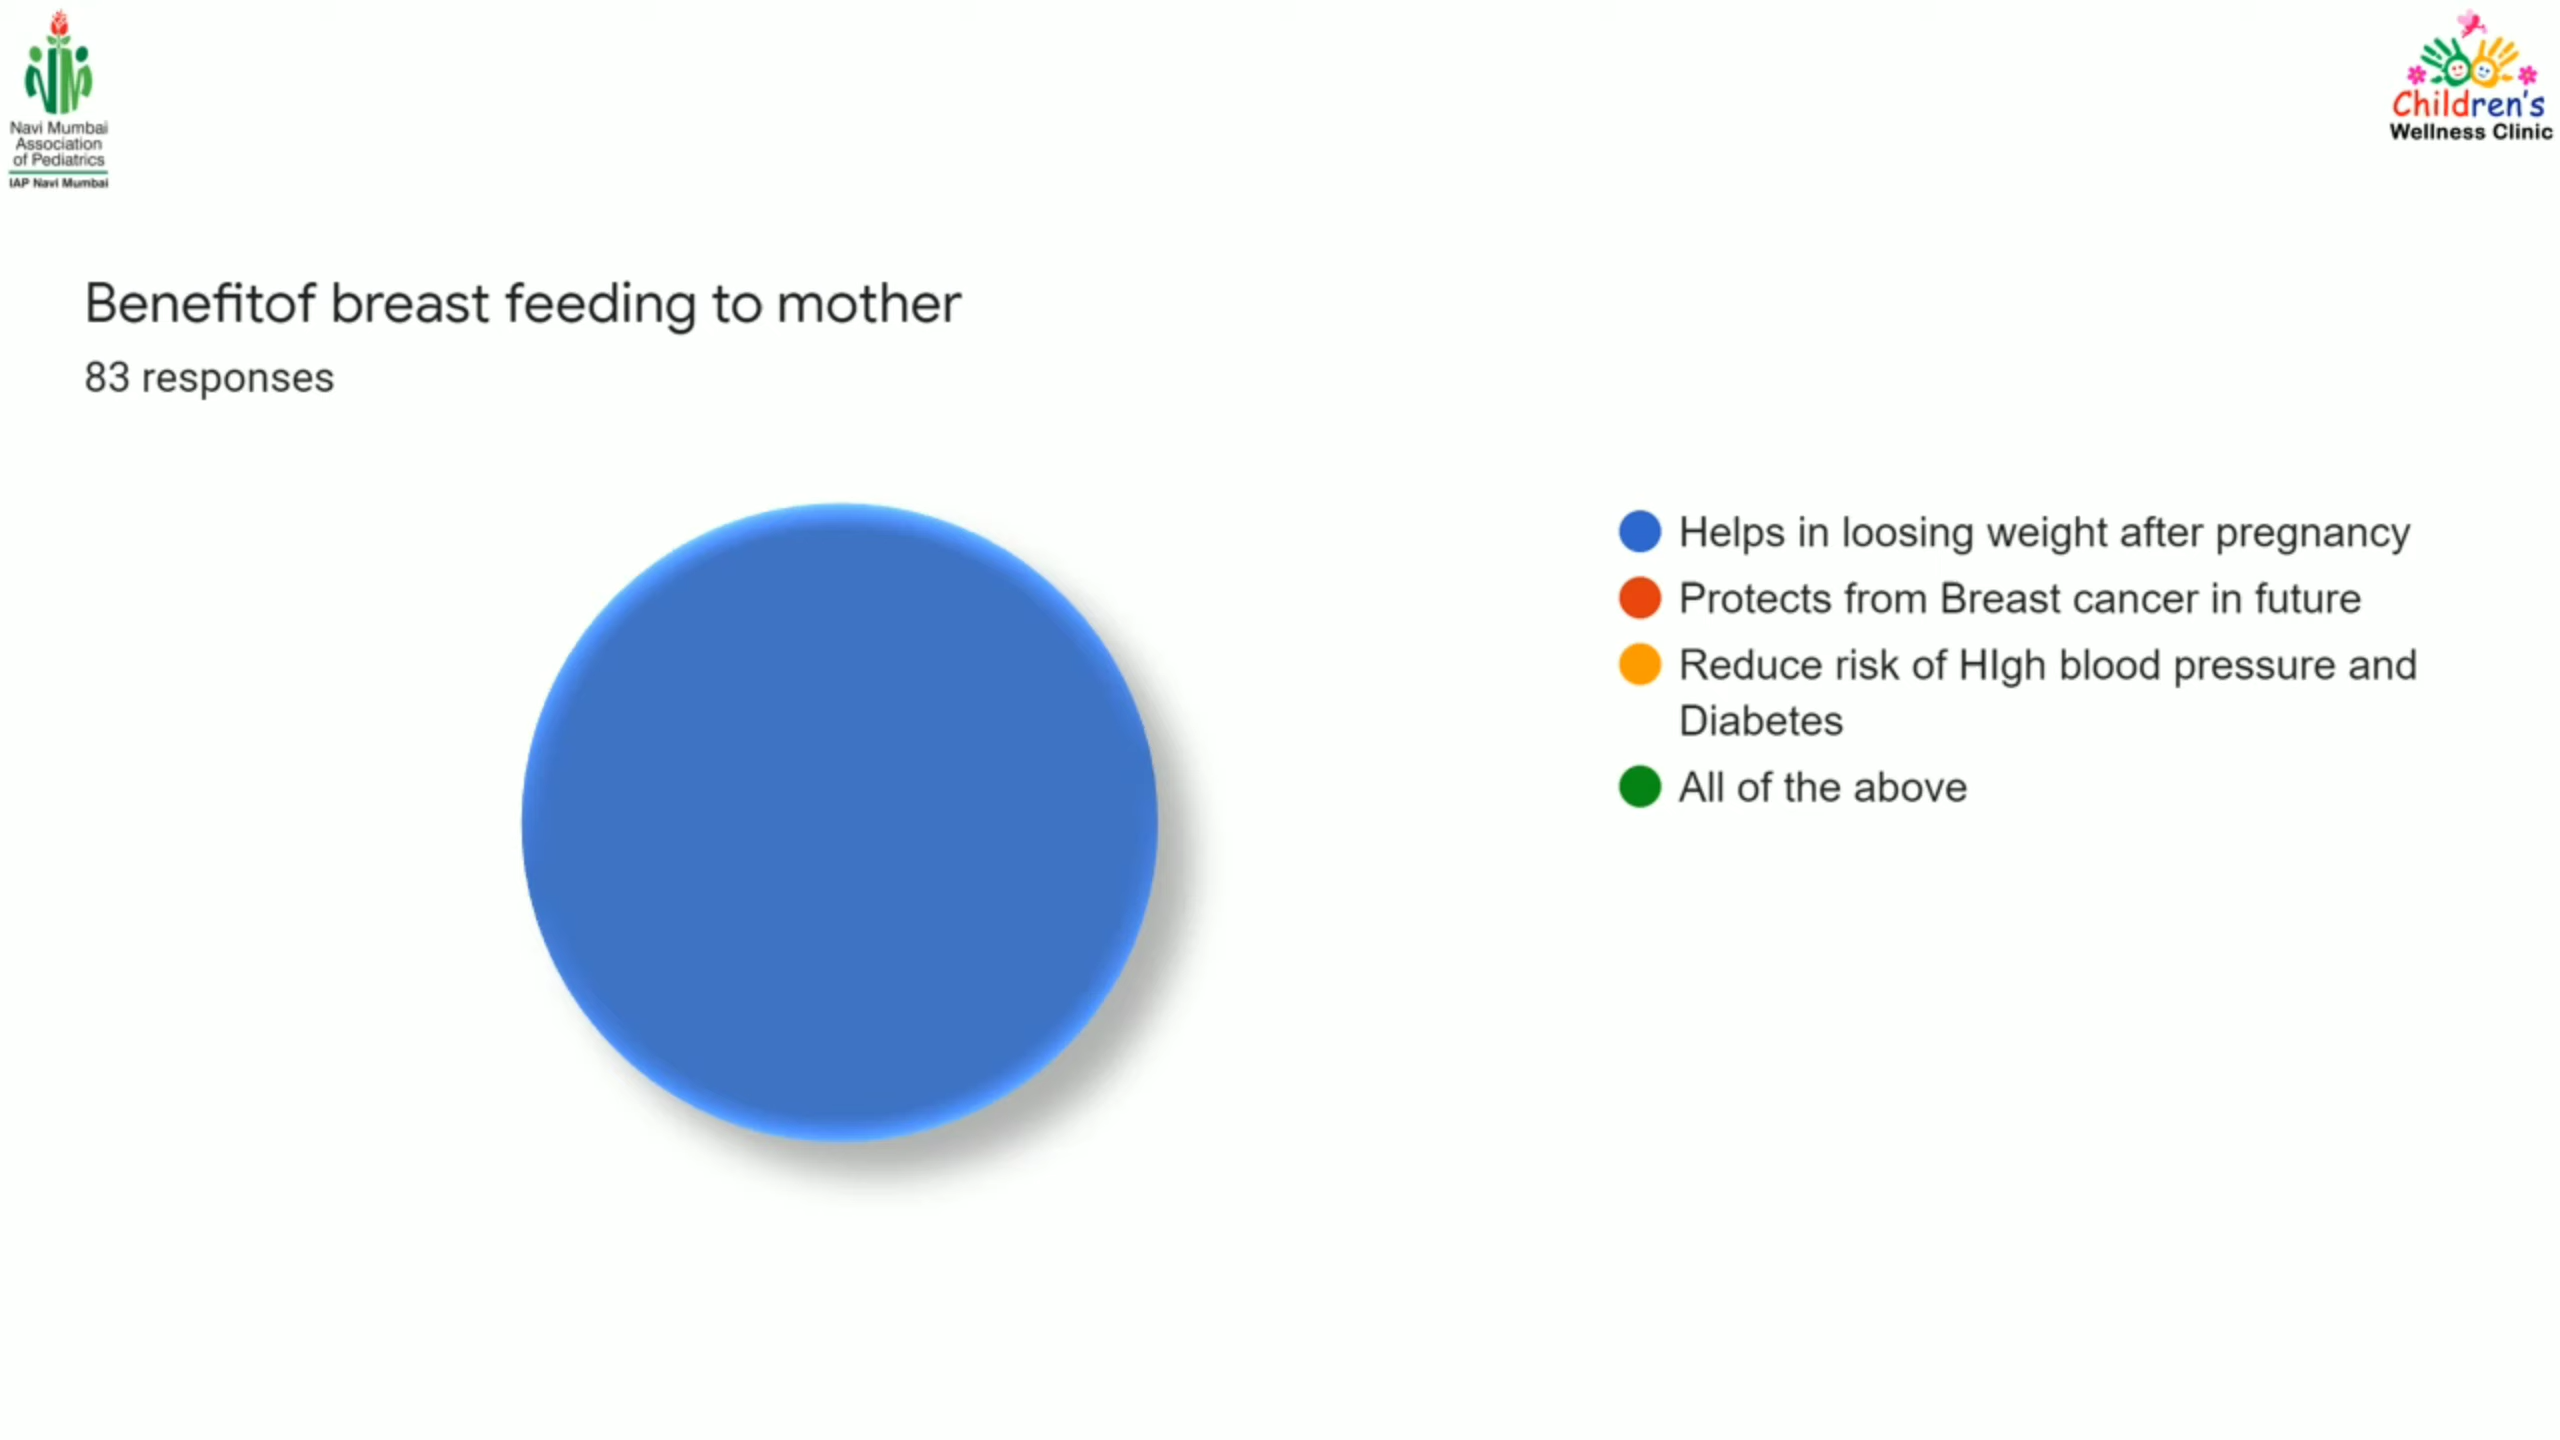 Navi Mumbai
Association
of Pediatrics
IAP Navi Mumbai
Children's
Wellness Clinic
Benefitof breast feeding to mother
83 responses
Helps in loosing weight after pregnancy
Protects from Breast cancer in future
Reduce risk of HIgh blood pressure and
Diabetes
All of the above